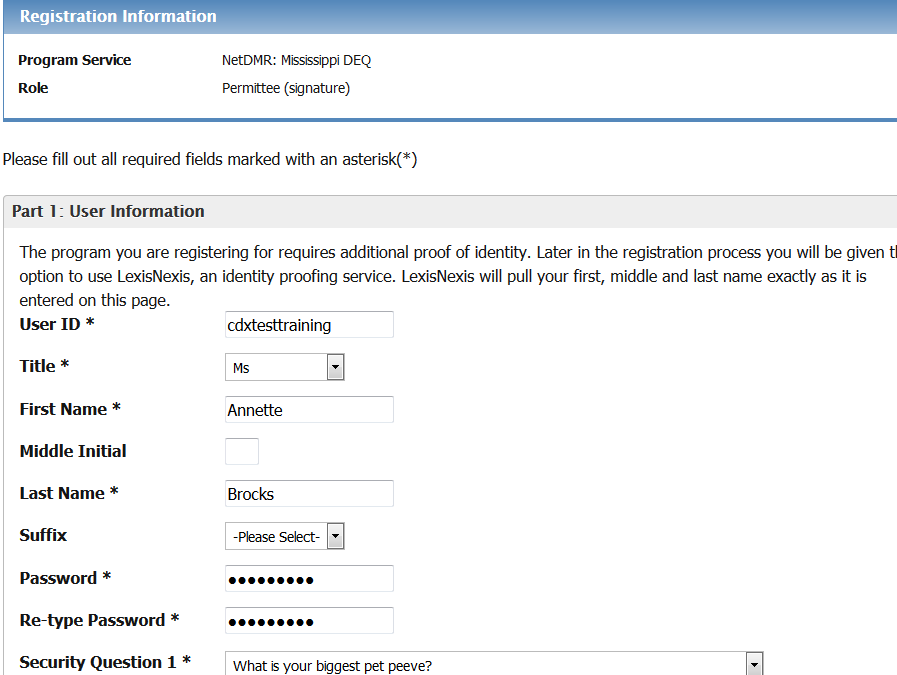 Registration Information
Program Service NetDMR: Mississippi DEQ
Role Permittee (signature)
Please fill out all required fields marked with an asterisk(*)
Part 1: User Information
The program you are registering for requires additional proof of identity. Later in the registration process you will be given
option to use LexisNexis, an identity proofing service. LexisNexis will pull your first, middle and last name exactly as it is
entered on this page.
User ID * cdxtesttraining
Title * Ms
First Name * Annette
Middle Initial
Last Name * Brocks
Suffix -Please Select-
Password * ●●●●●●●●●
Re-type Password * ●●●●●●●●●
Security Question 1 * What is your biggest pet peeve?